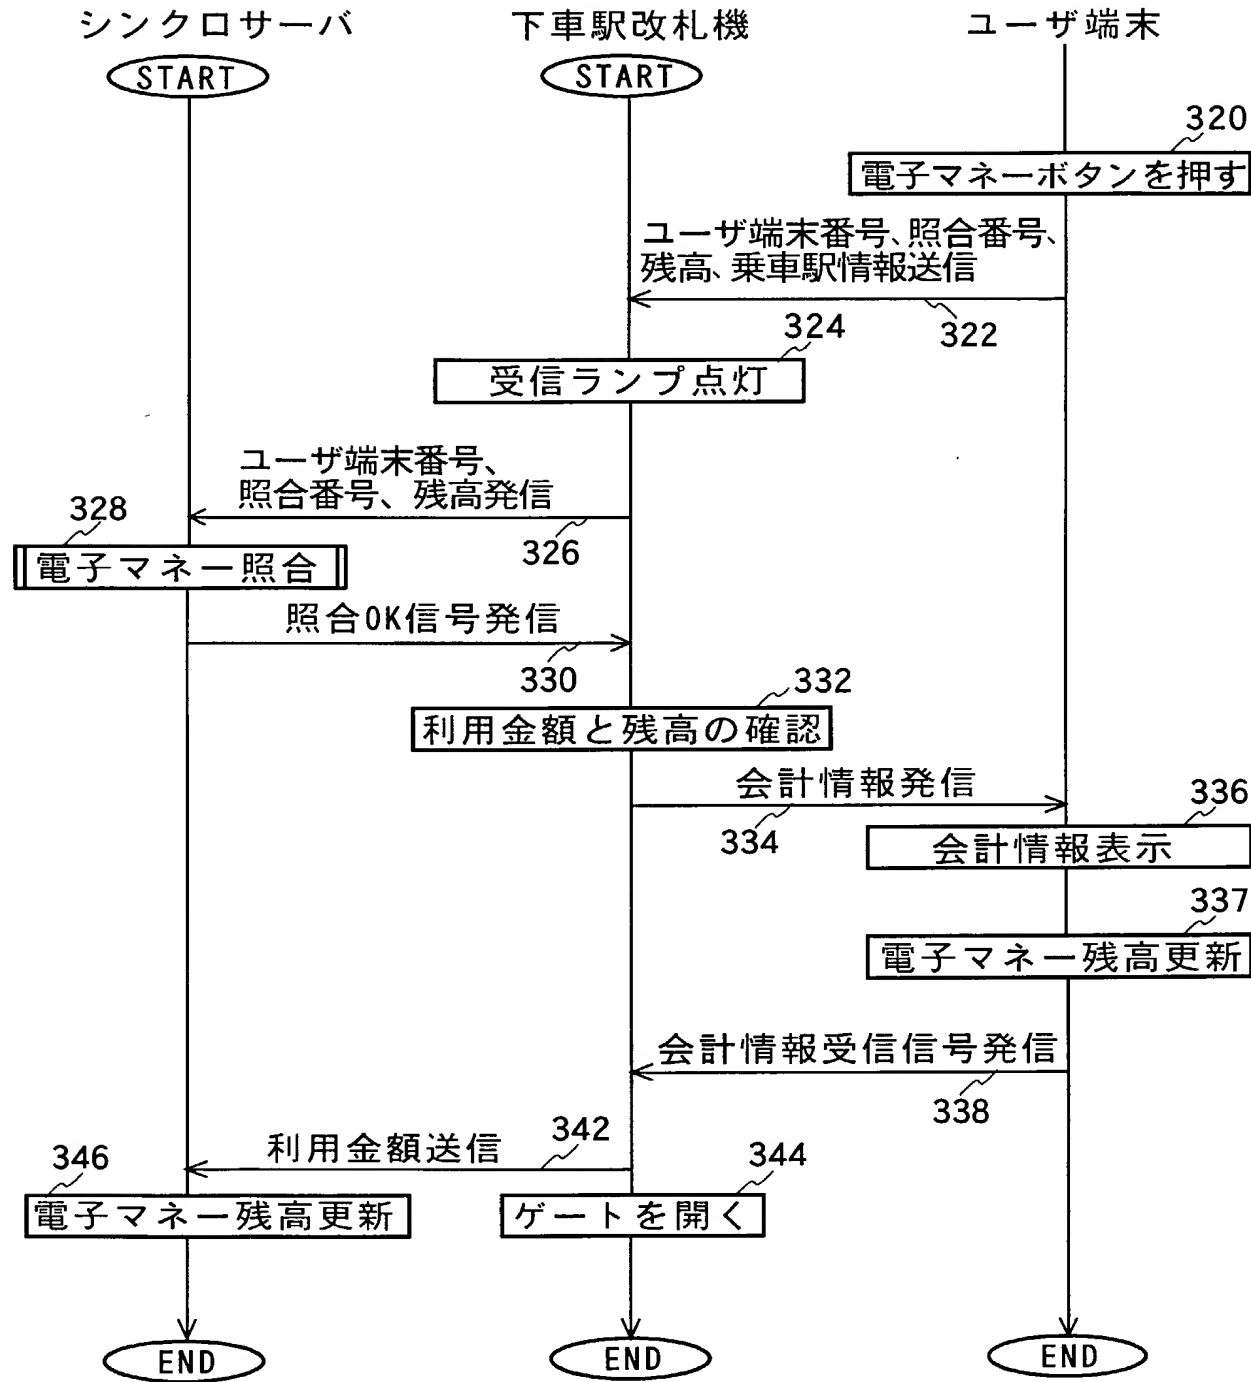 シンクロサーバ
下車駅改札機
ユーザ端末
START
START
320
電子マネーボタンを押す
ユーザ端末番号、照合番号、
残高、乗車駅情報送信
322
324
受信ランプ点灯
ユーザ端末番号、
照合番号、残高発信
326
328
電子マネー照合
照合OK信号発信
330
332
利用金額と残高の確認
会計情報発信
334
336
会計情報表示
337
電子マネー残高更新
会計情報受信信号発信
338
利用金額送信
342
346
電子マネー残高更新
344
ゲートを開く
END
END
END